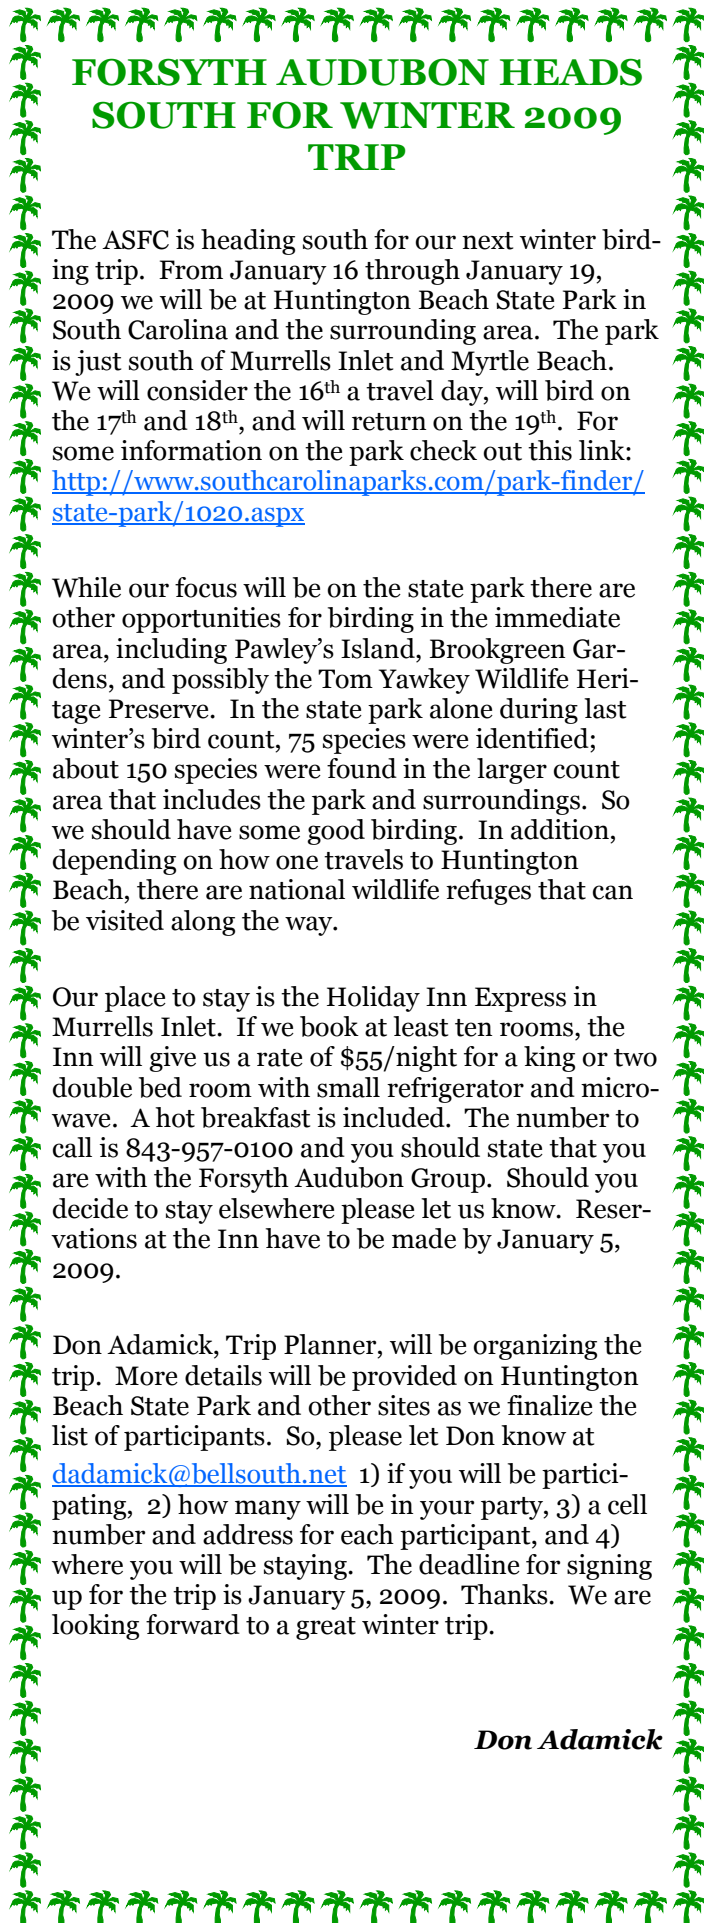 FORSYTH AUDUBON HEADS
SOUTH FOR WINTER 2009
TRIP
The ASFC is heading south for our next winter bird-
ing trip.  From January 16 through January 19,
2009 we will be at Huntington Beach State Park in
South Carolina and the surrounding area.  The park
is just south of Murrells Inlet and Myrtle Beach.
We will consider the 16th a travel day, will bird on
the 17th and 18th, and will return on the 19th.  For
some information on the park check out this link:
http://www.southcarolinaparks.com/park-finder/
state-park/1020.aspx
While our focus will be on the state park there are
other opportunities for birding in the immediate
area, including Pawley’s Island, Brookgreen Gar-
dens, and possibly the Tom Yawkey Wildlife Heri-
tage Preserve.  In the state park alone during last
winter’s bird count, 75 species were identified;
about 150 species were found in the larger count
area that includes the park and surroundings.  So
we should have some good birding.  In addition,
depending on how one travels to Huntington
Beach, there are national wildlife refuges that can
be visited along the way.
Our place to stay is the Holiday Inn Express in
Murrells Inlet.  If we book at least ten rooms, the
Inn will give us a rate of $55/night for a king or two
double bed room with small refrigerator and micro-
wave.  A hot breakfast is included.  The number to
call is 843-957-0100 and you should state that you
are with the Forsyth Audubon Group.  Should you
decide to stay elsewhere please let us know.  Reser-
vations at the Inn have to be made by January 5,
2009.
Don Adamick, Trip Planner, will be organizing the
trip.  More details will be provided on Huntington
Beach State Park and other sites as we finalize the
list of participants.  So, please let Don know at
dadamick@bellsouth.net  1) if you will be partici-
pating,  2) how many will be in your party, 3) a cell
number and address for each participant, and 4)
where you will be staying.  The deadline for signing
up for the trip is January 5, 2009.  Thanks.  We are
looking forward to a great winter trip.
Don Adamick